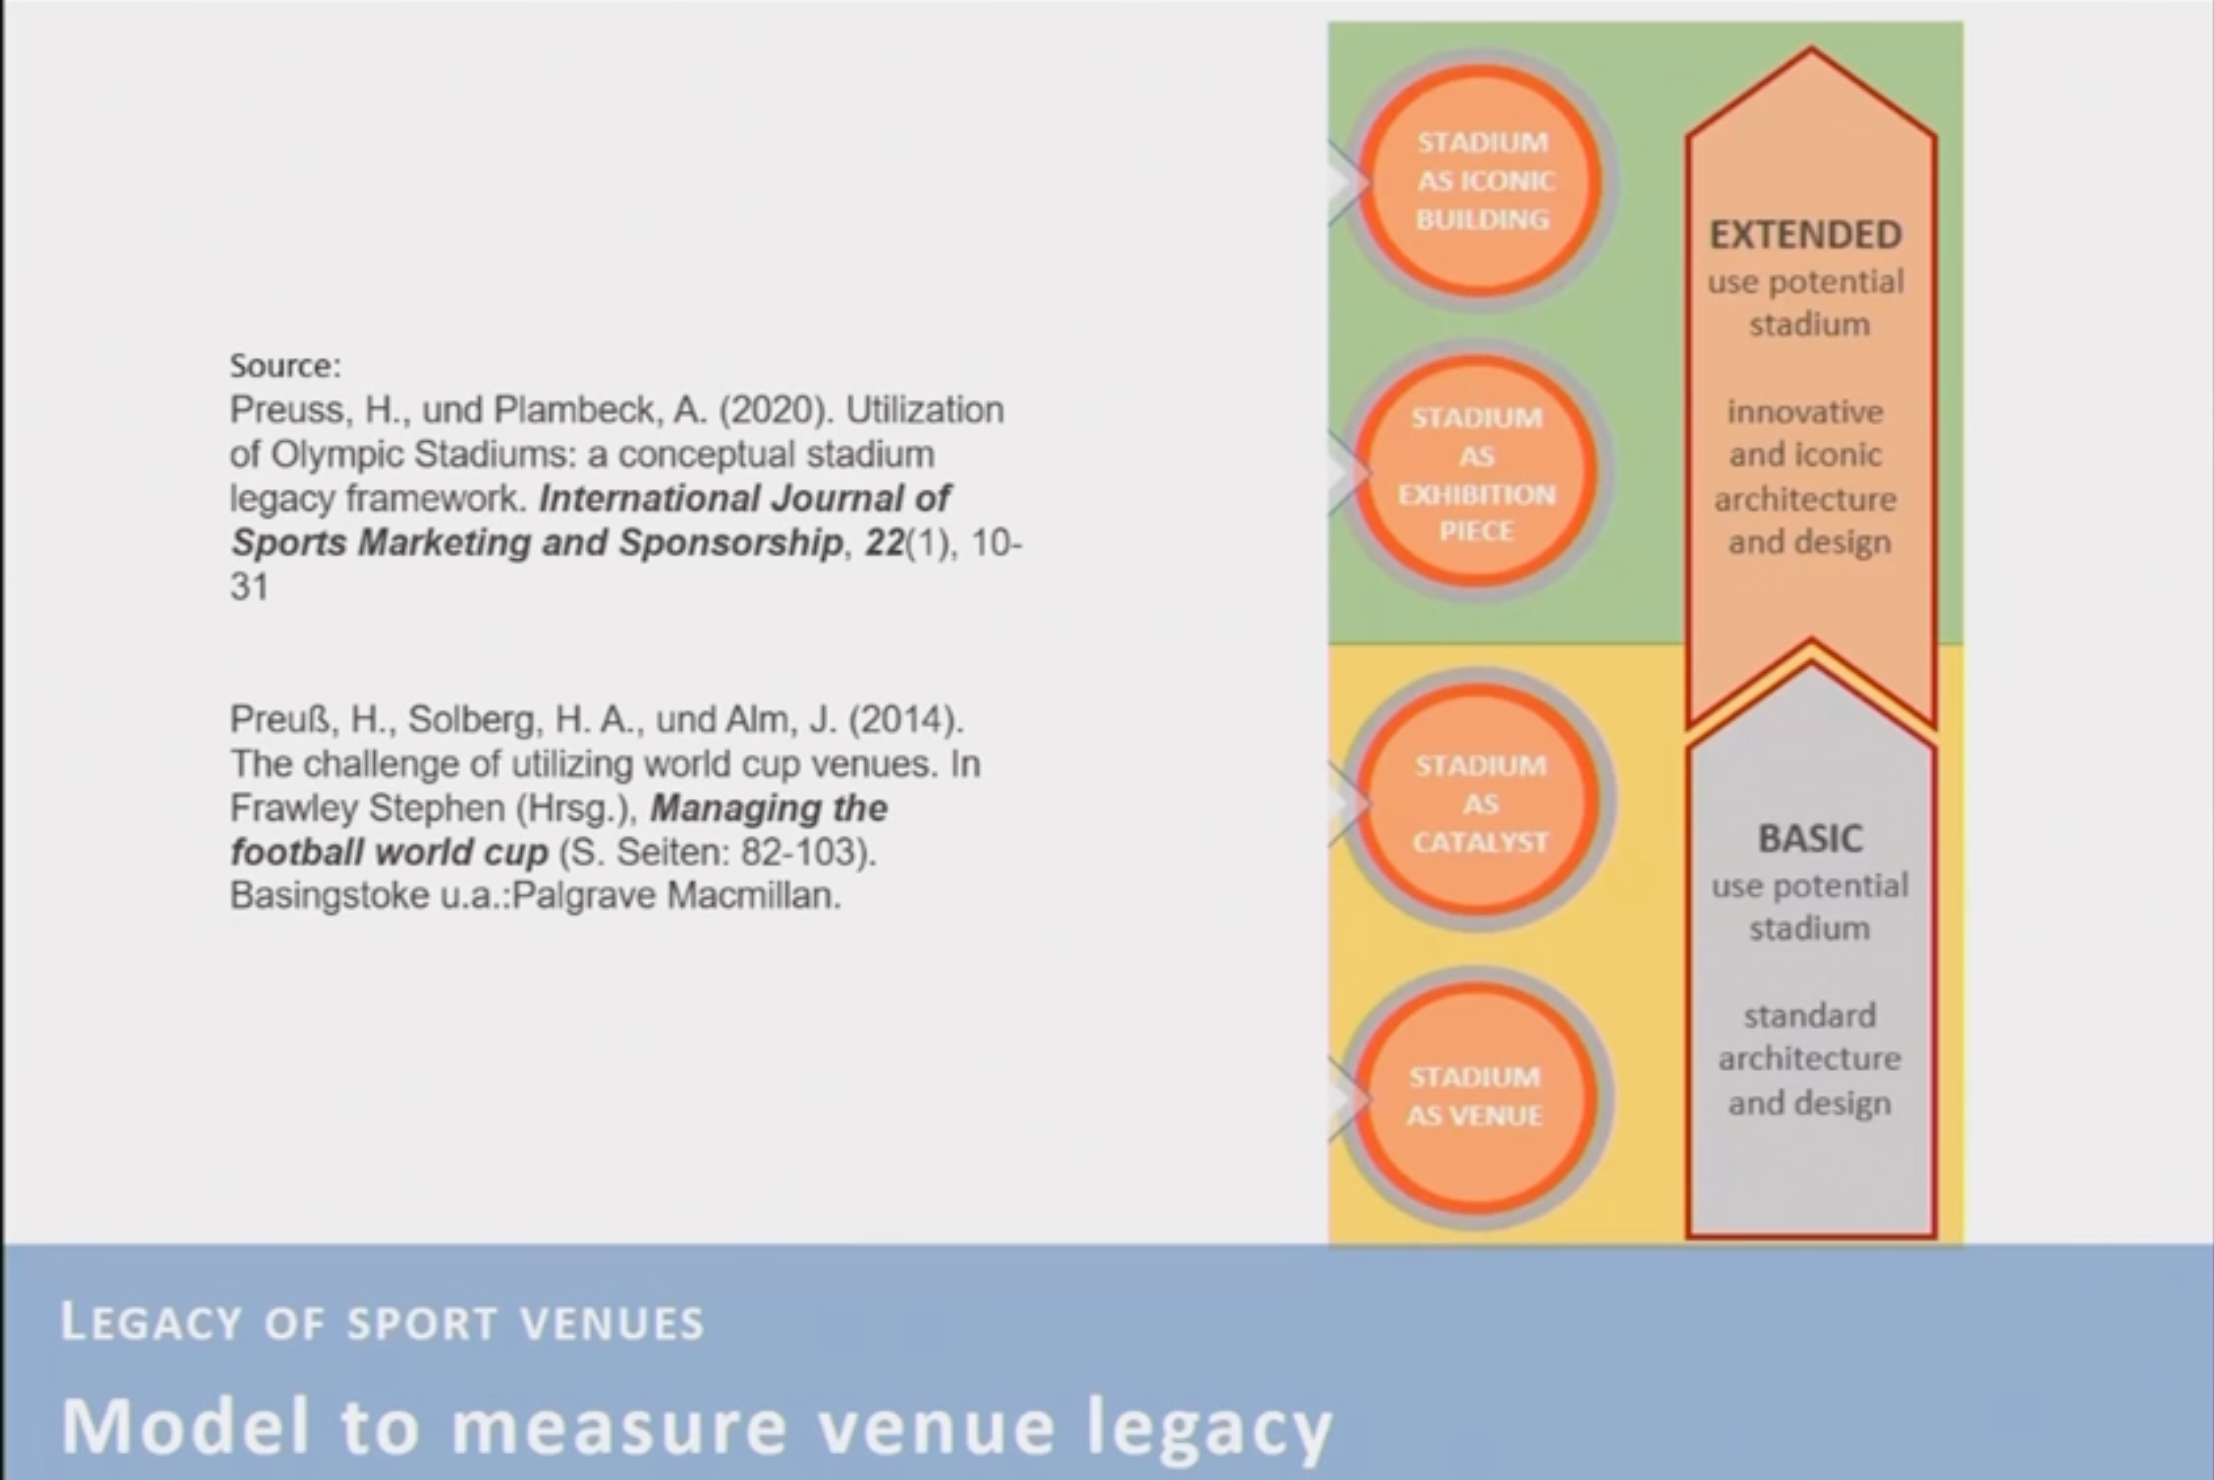 Source:
Preuss, H., und Plambeck, A. (2020). Utilization
of Olympic Stadiums: a conceptual stadium
legacy framework. International Journal of
Sports Marketing and Sponsorship, 22(1), 10-
31
Preuß, H., Solberg, H. A., und Alm, J. (2014).
The challenge of utilizing world cup venues. In
Frawley Stephen (Hrsg.), Managing the
football world cup (S. Seiten: 82-103).
Basingstoke u.a.:Palgrave Macmillan.
STADIUM
AS ICONIC
BUILDING
STADIUM
AS
EXHIBITION
PIECE
STADIUM
AS
CATALYST
STADIUM
AS VENUE
EXTENDED
use potential
stadium
innovative
and iconic
architecture
and design
BASIC
use potential
stadium
standard
architecture
and design
LEGACY OF SPORT VENUES
Model to measure venue legacy